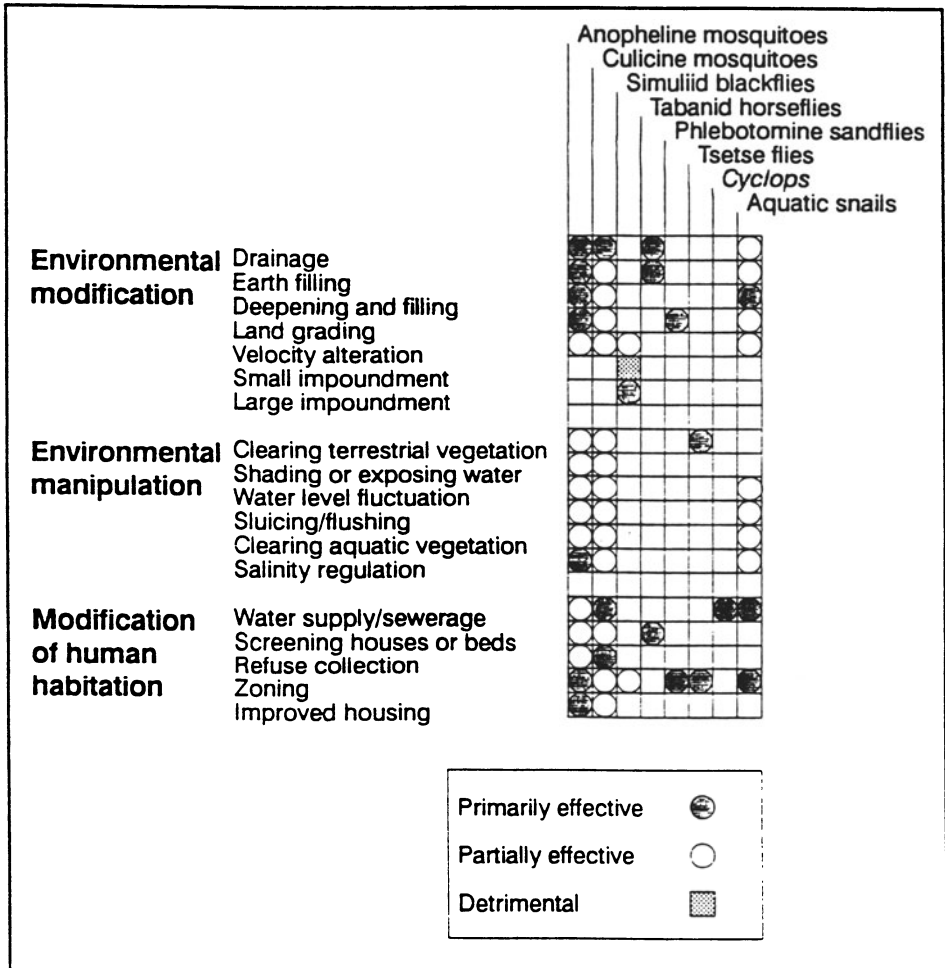 Anopheline mosquitoes
Culicine mosquitoes
Simuliid blackflies
Tabanid horseflies
Phlebotomine sandflies
Tsetse flies
Cyclops
Aquatic snails
Environmental modification
Drainage
Earth filling
Deepening and filling
Land grading
Velocity alteration
Small impoundment
Large impoundment
Environmental manipulation
Clearing terrestrial vegetation
Shading or exposing water
Water level fluctuation
Sluicing/flushing
Clearing aquatic vegetation
Salinity regulation
Modification of human habitation
Water supply/sewerage
Screening houses or beds
Refuse collection
Zoning
Improved housing
Primarily effective
Partially effective
Detrimental